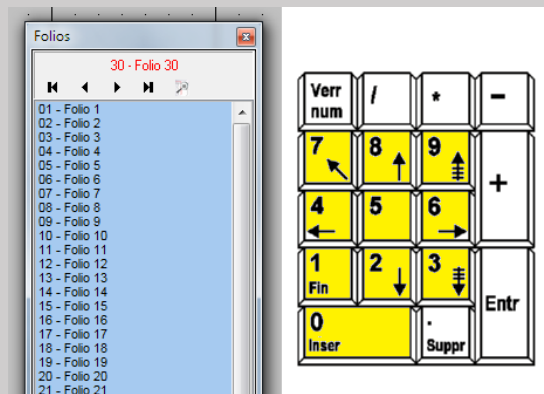 Folios
30 - Folio 30
01 - Folio 1
02 - Folio 2
03 - Folio 3
04 - Folio 4
05 - Folio 5
06 - Folio 6
07 - Folio 7
08 - Folio 8
09 - Folio 9
10 - Folio 10
11 - Folio 11
12 - Folio 12
13 - Folio 13
14 - Folio 14
15 - Folio 15
16 - Folio 16
17 - Folio 17
18 - Folio 18
19 - Folio 19
20 - Folio 20
21 - Folio 21
Verr num / * -
7 8 9 +
4 5 6
1 Fin 2 3 Entr
0 Inser . Suppr